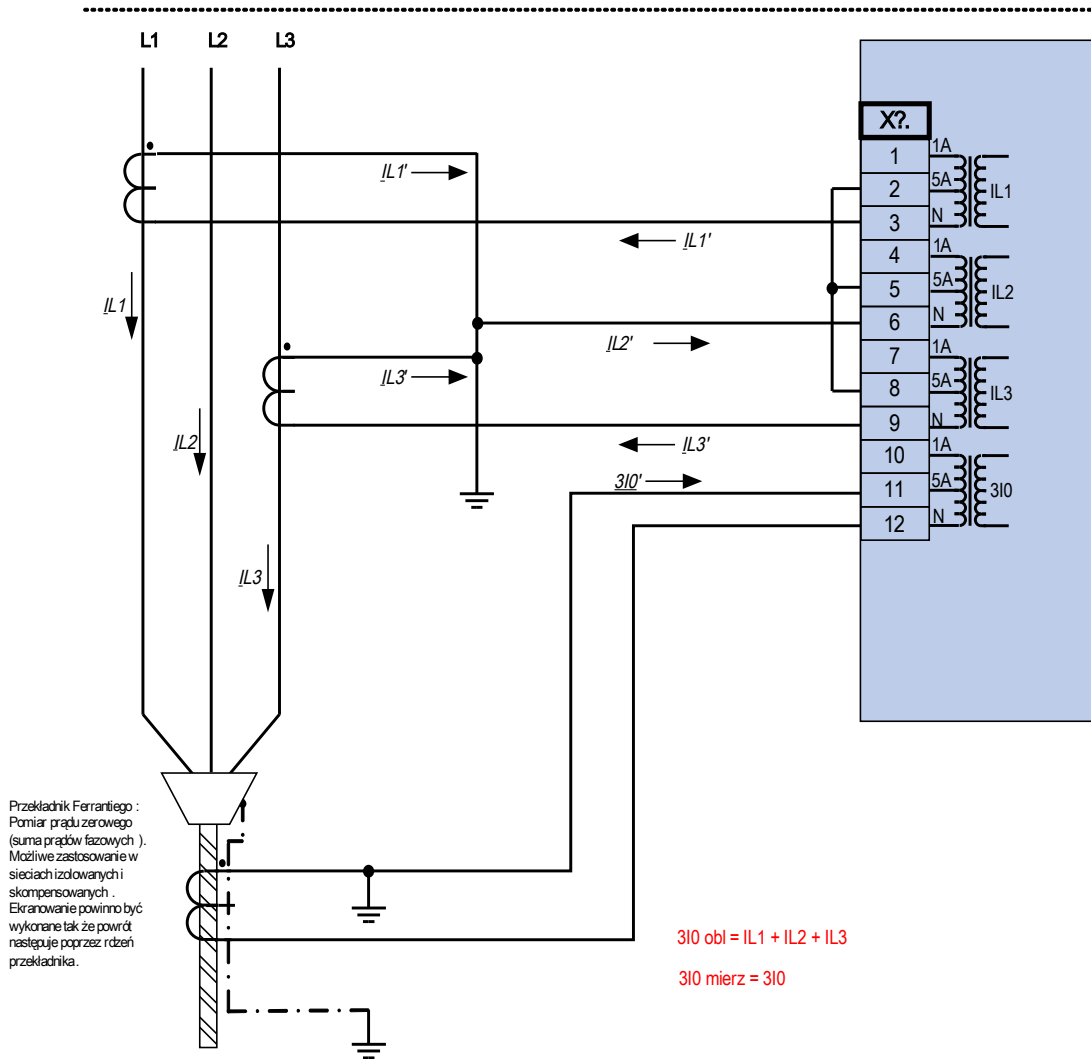 L1 L2 L3
X?.
1 1A
2 5A IL1
3 N
4 1A
5 5A IL2
6 N
7 1A
8 5A IL3
9 N
10 1A
11 5A 3I0
12 N
IL1'
IL1'
IL1
IL2'
IL3'
IL2
IL3'
3I0'
IL3
Przekładnik Ferrantiego :
Pomiar prądu zerowego
(suma prądów fazowych ).
Możliwe zastosowanie w
sieciach izolowanych i
skompensowanych .
Ekranowanie powinno być
wykonane tak że powrót
następuje poprzez rdzeń
przekładnika.
3I0 obl = IL1 + IL2 + IL3
3I0 mierz = 3I0